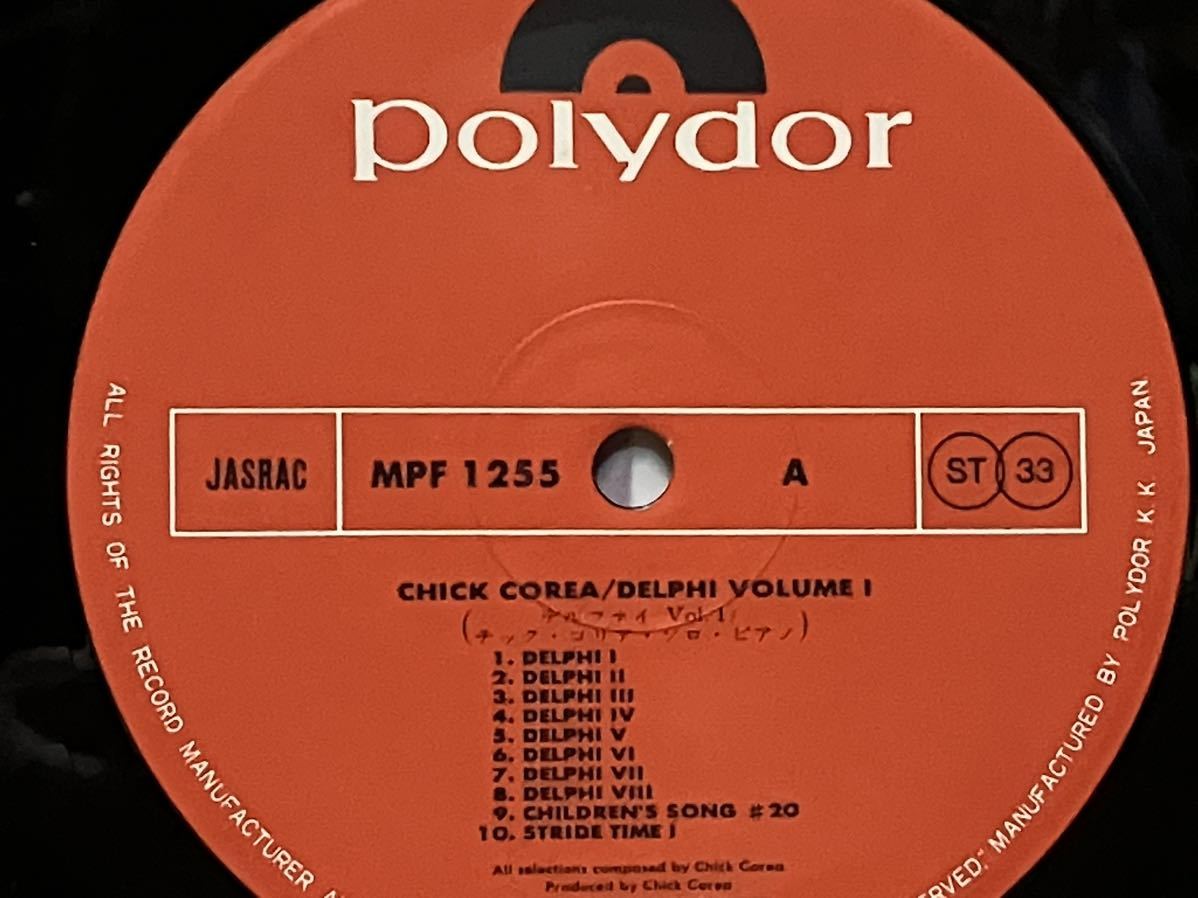 polydor
JASRAC
MPF 1255
A
ST 33
CHICK COREA/DELPHI VOLUME I
デルファイ Vol.1
(チック・コリア・ソロ・ピアノ)
1. DELPHI I
2. DELPHI II
3. DELPHI III
4. DELPHI IV
5. DELPHI V
6. DELPHI VI
7. DELPHI VII
8. DELPHI VIII
9. CHILDREN'S SONG #20
10. STRIDE TIME I
All selections composed by Chick Corea
Produced by Chick Corea
ALL RIGHTS OF THE RECORD MANUFACTURER
MANUFACTURED BY POLYDOR K. K. JAPAN